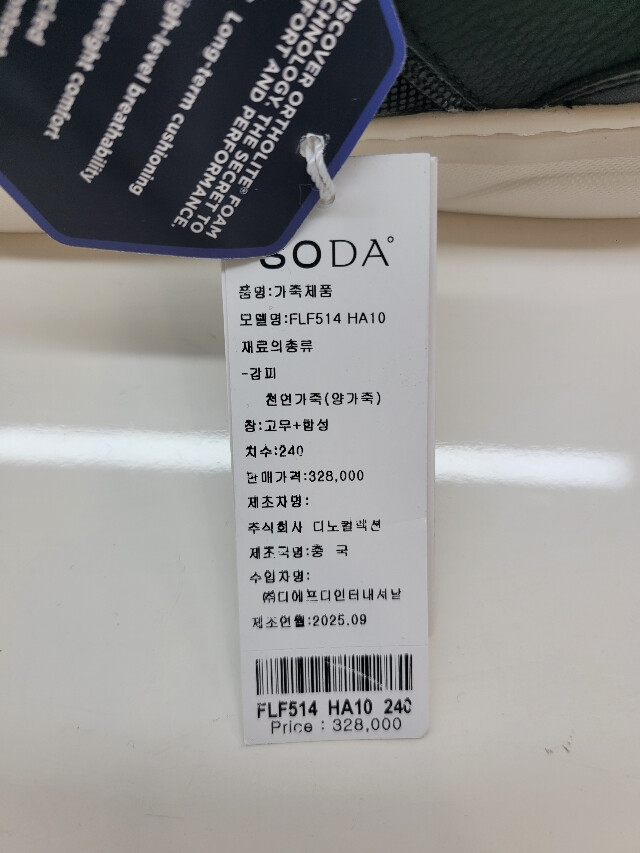 DISCOVER ORTHOLITE® FOAM
TECHNOLOGY. THE SECRET TO
PORT AND PERFORMANCE.
Long-term cushioning
high-level breathability
comfort
SODA°
품명:가죽제품
모델명:FLF514 HA10
재료의종류
-갑피
천연가죽(양가죽)
창:고무+합성
치수:240
판매가격:328,000
제조자명:
주식회사 디노컬렉션
제조국명:중 국
수입자명:
㈜디에프디인터내셔날
제조연월:2025.09
FLF514 HA10 240
Price : 328,000